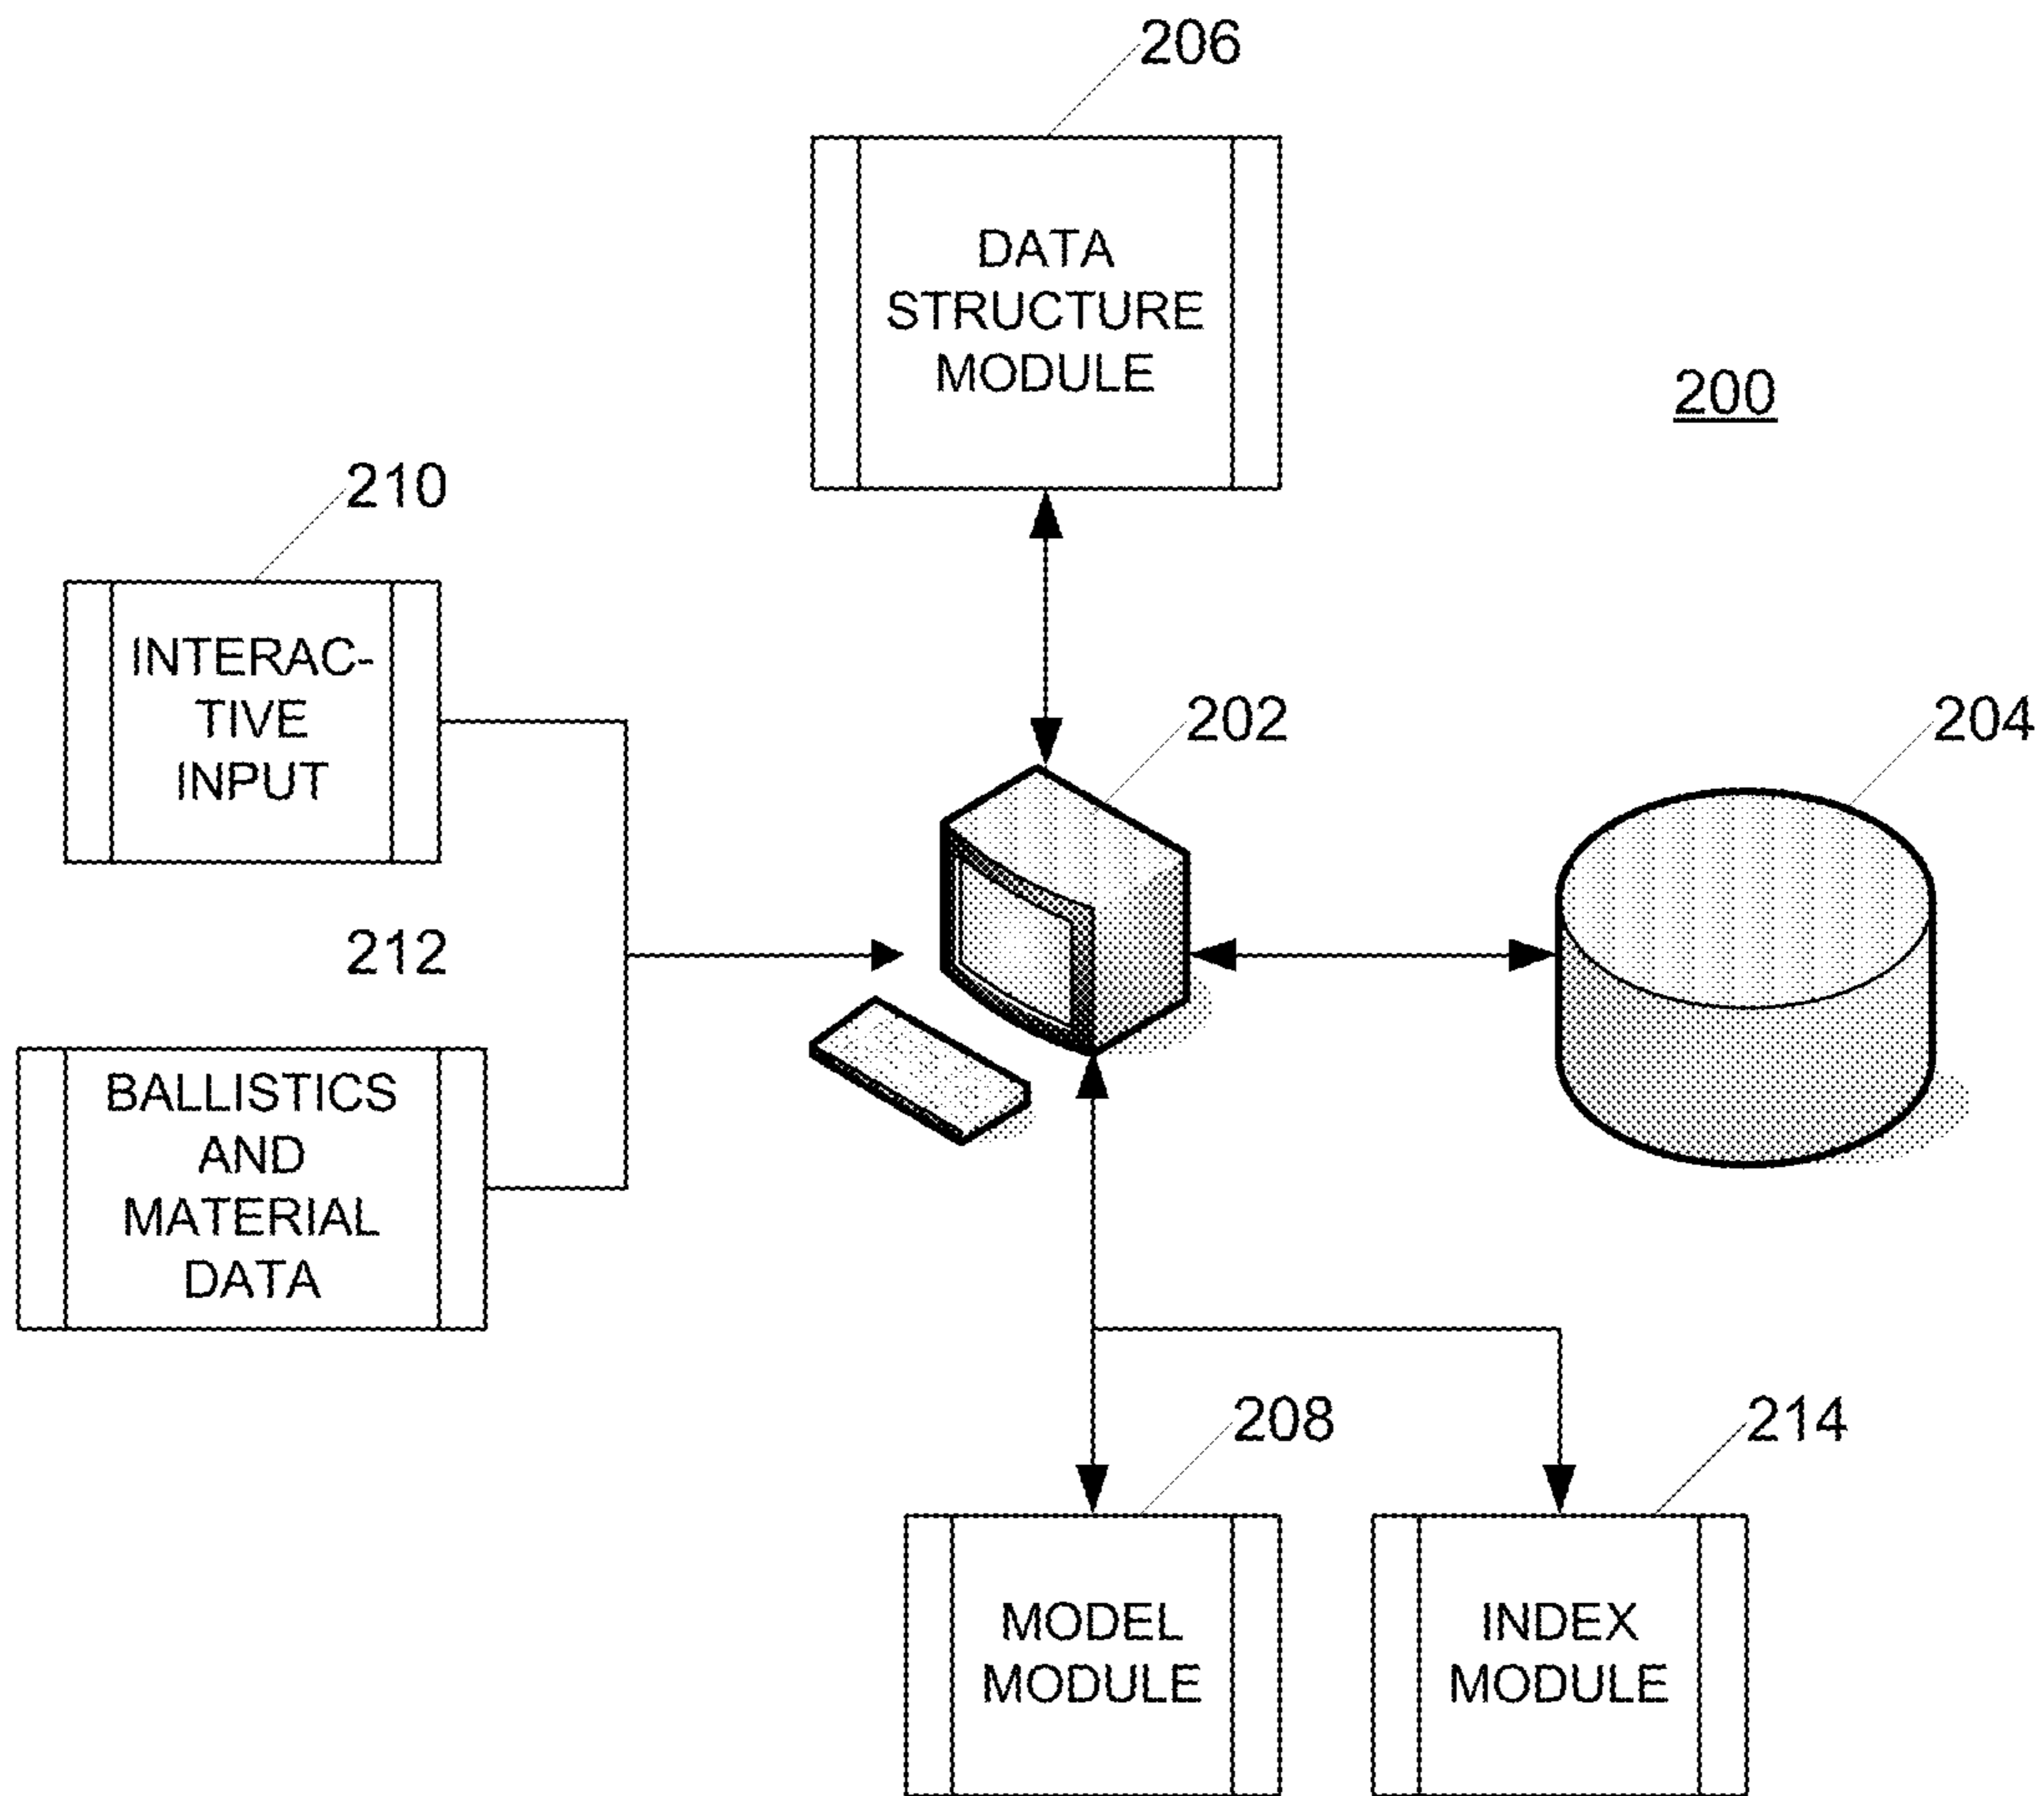 206
DATA
STRUCTURE
MODULE
200
210
INTERAC-
TIVE
INPUT
202
204
212
BALLISTICS
AND
MATERIAL
DATA
208
214
MODEL
MODULE
INDEX
MODULE